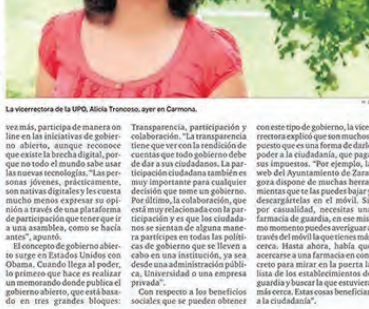 La vicerrectora de la UPO, Alicia Troncoso, ayer en Carmona.
vez más, participa de manera on
line en las iniciativas de gobier-
no abierto, aunque reconoce
que existe la brecha digital, por-
que no todo el mundo sabe usar
las nuevas tecnologías. "Las per-
sonas jóvenes, prácticamente,
son nativas digitales y les cuesta
mucho menos expresar su opi-
nión a través de una plataforma
de participación que tener que ir
a una asamblea, como se hacía
antes", apuntó.
El concepto de gobierno abier-
to surge en Estados Unidos con
Obama. Cuando llega al poder,
lo primero que hace es realizar
un memorando donde publica el
gobierno abierto, que está basa-
do en tres grandes bloques:
Transparencia, participación y
colaboración. "La transparencia
tiene que ver con la rendición de
cuentas que todo gobierno debe
de dar a sus ciudadanos. La par-
ticipación ciudadana también es
muy importante para cualquier
decisión que tome un gobierno.
Por último, la colaboración, que
está muy relacionada con la par-
ticipación y es que los ciudada-
nos se sientan de alguna mane-
ra partícipes en todas las políti-
cas de gobierno que se lleven a
cabo en una institución, ya sea
desde una administración públi-
ca, Universidad o una empresa
privada".
Con respecto a los beneficios
sociales que se pueden obtener
con este tipo de gobierno, la vice-
rrectora explicó que son muchos
puesto que es una forma de darle
poder a la ciudadanía, que paga
sus impuestos. "Por ejemplo, la
web del Ayuntamiento de Zara-
goza dispone de muchas herra-
mientas que te las puedes bajar y
descargártelas en el móvil. Si
por casualidad, necesitas una
farmacia de guardia, en ese mis-
mo momento puedes averiguar a
través del móvil la que tienes más
cerca. Hasta ahora, había que
acercarse a una farmacia en con-
creto para mirar en la puerta la
lista de los establecimientos de
guardia y buscar la que estuviera
más cerca. Estas cosas benefician
a la ciudadanía".